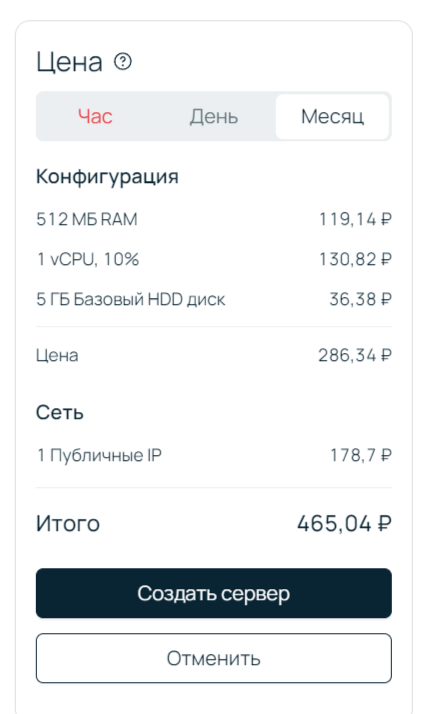 Цена ?
Час День Месяц
Конфигурация
512 МБ RAM 119,14 ₽
1 vCPU, 10% 130,82 ₽
5 ГБ Базовый HDD диск 36,38 ₽
Цена 286,34 ₽
Сеть
1 Публичные IP 178,7 ₽
Итого 465,04 ₽
Создать сервер
Отменить